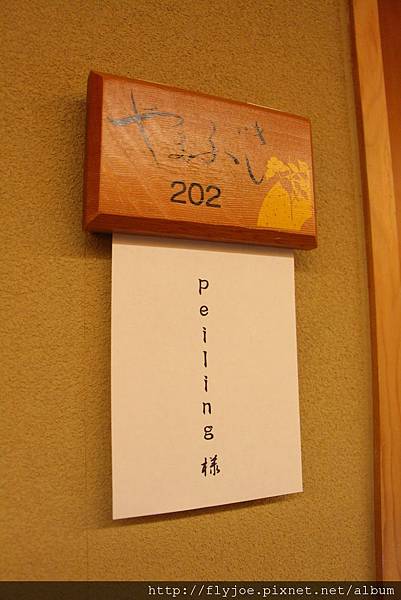 やまぶき
202
peiling 様
http://flyjoe.pixnet.net/album